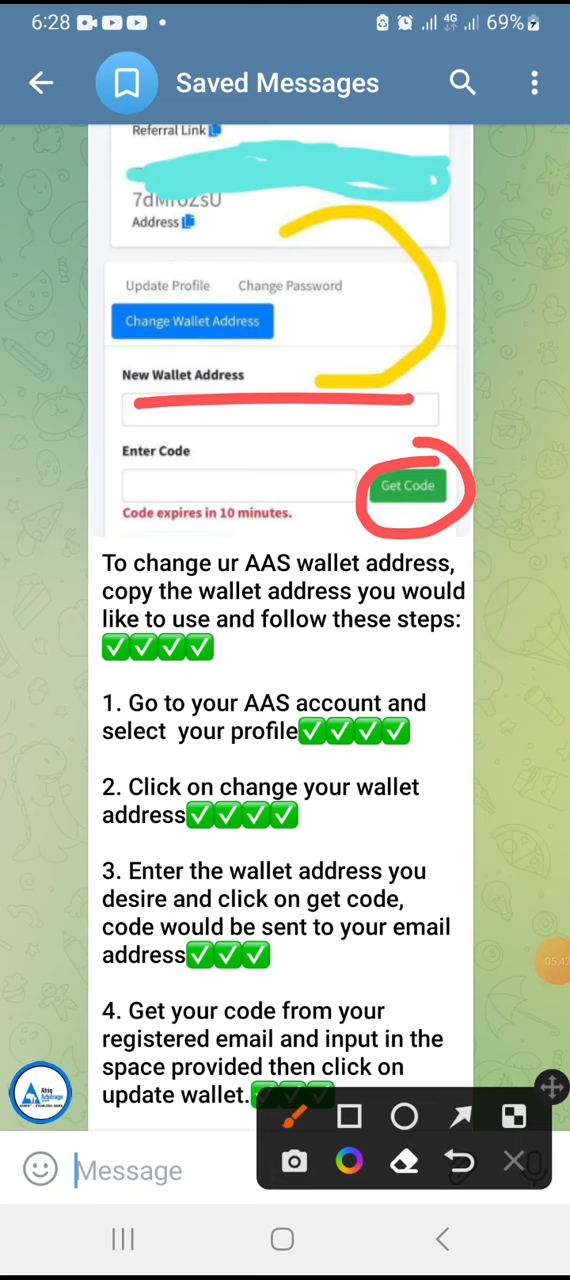 6:28
4G
69%
Saved Messages
Referral Link
Address
Update Profile Change Password
Change Wallet Address
New Wallet Address
Enter Code
Get Code
Code expires in 10 minutes.
To change ur AAS wallet address,
copy the wallet address you would
like to use and follow these steps:
✅✅✅✅
1. Go to your AAS account and
select your profile✅✅✅✅
2. Click on change your wallet
address✅✅✅✅
3. Enter the wallet address you
desire and click on get code,
code would be sent to your email
address✅✅✅
4. Get your code from your
registered email and input in the
space provided then click on
update wallet.✅✅✅
05:42
Afriq
Arbitrage
Message